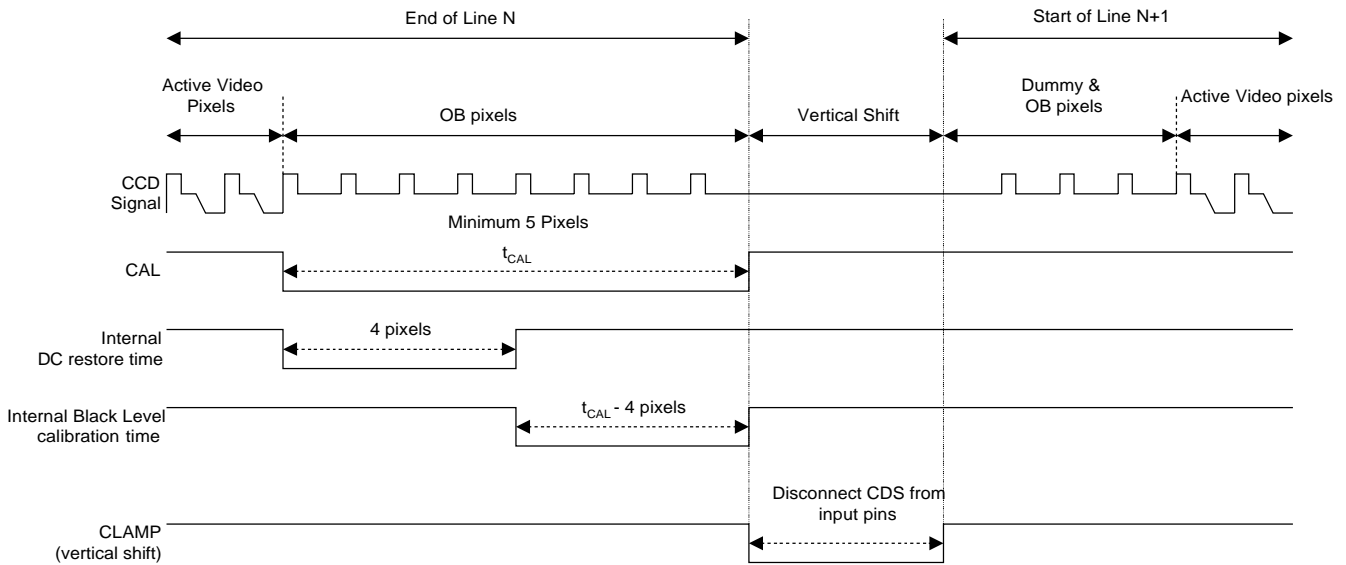 End of Line N
Start of Line N+1
Active Video
Pixels
OB pixels
Vertical Shift
Dummy &
OB pixels
Active Video pixels
CCD
Signal
Minimum 5 Pixels
CAL
tCAL
Internal
DC restore time
4 pixels
Internal Black Level
calibration time
tCAL - 4 pixels
Disconnect CDS from
input pins
CLAMP
(vertical shift)